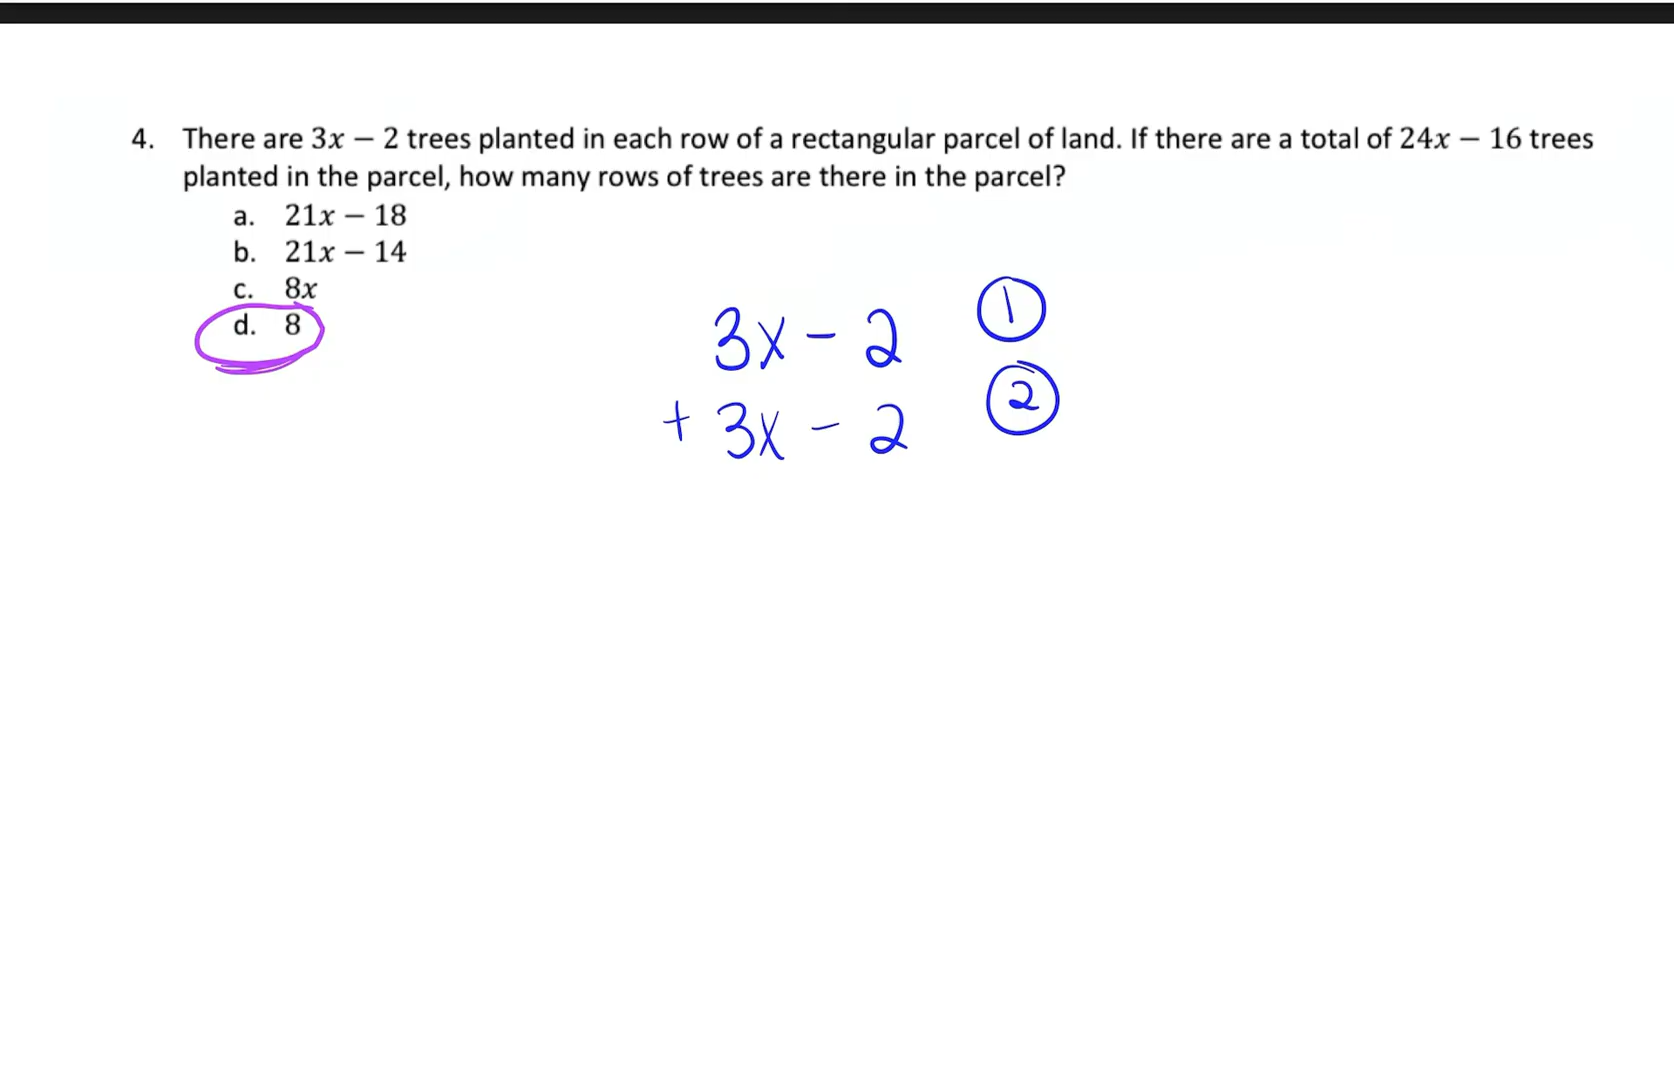 4. There are 3x − 2 trees planted in each row of a rectangular parcel of land. If there are a total of 24x − 16 trees
planted in the parcel, how many rows of trees are there in the parcel?
a. 21x − 18
b. 21x − 14
c. 8x
d. 8
3x − 2 ①
+ 3x − 2 ②